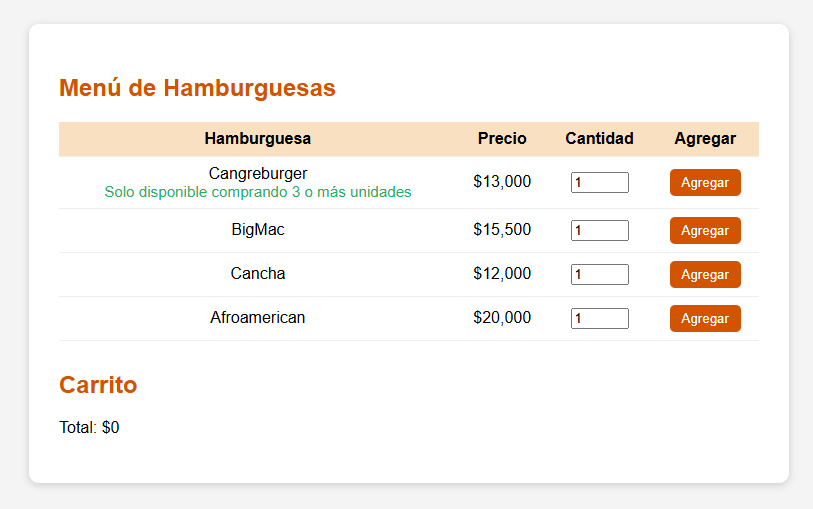 Menú de Hamburguesas
Hamburguesa Precio Cantidad Agregar
Cangreburger $13,000 1 Agregar
Solo disponible comprando 3 o más unidades
BigMac $15,500 1 Agregar
Cancha $12,000 1 Agregar
Afroamerican $20,000 1 Agregar
Carrito
Total: $0